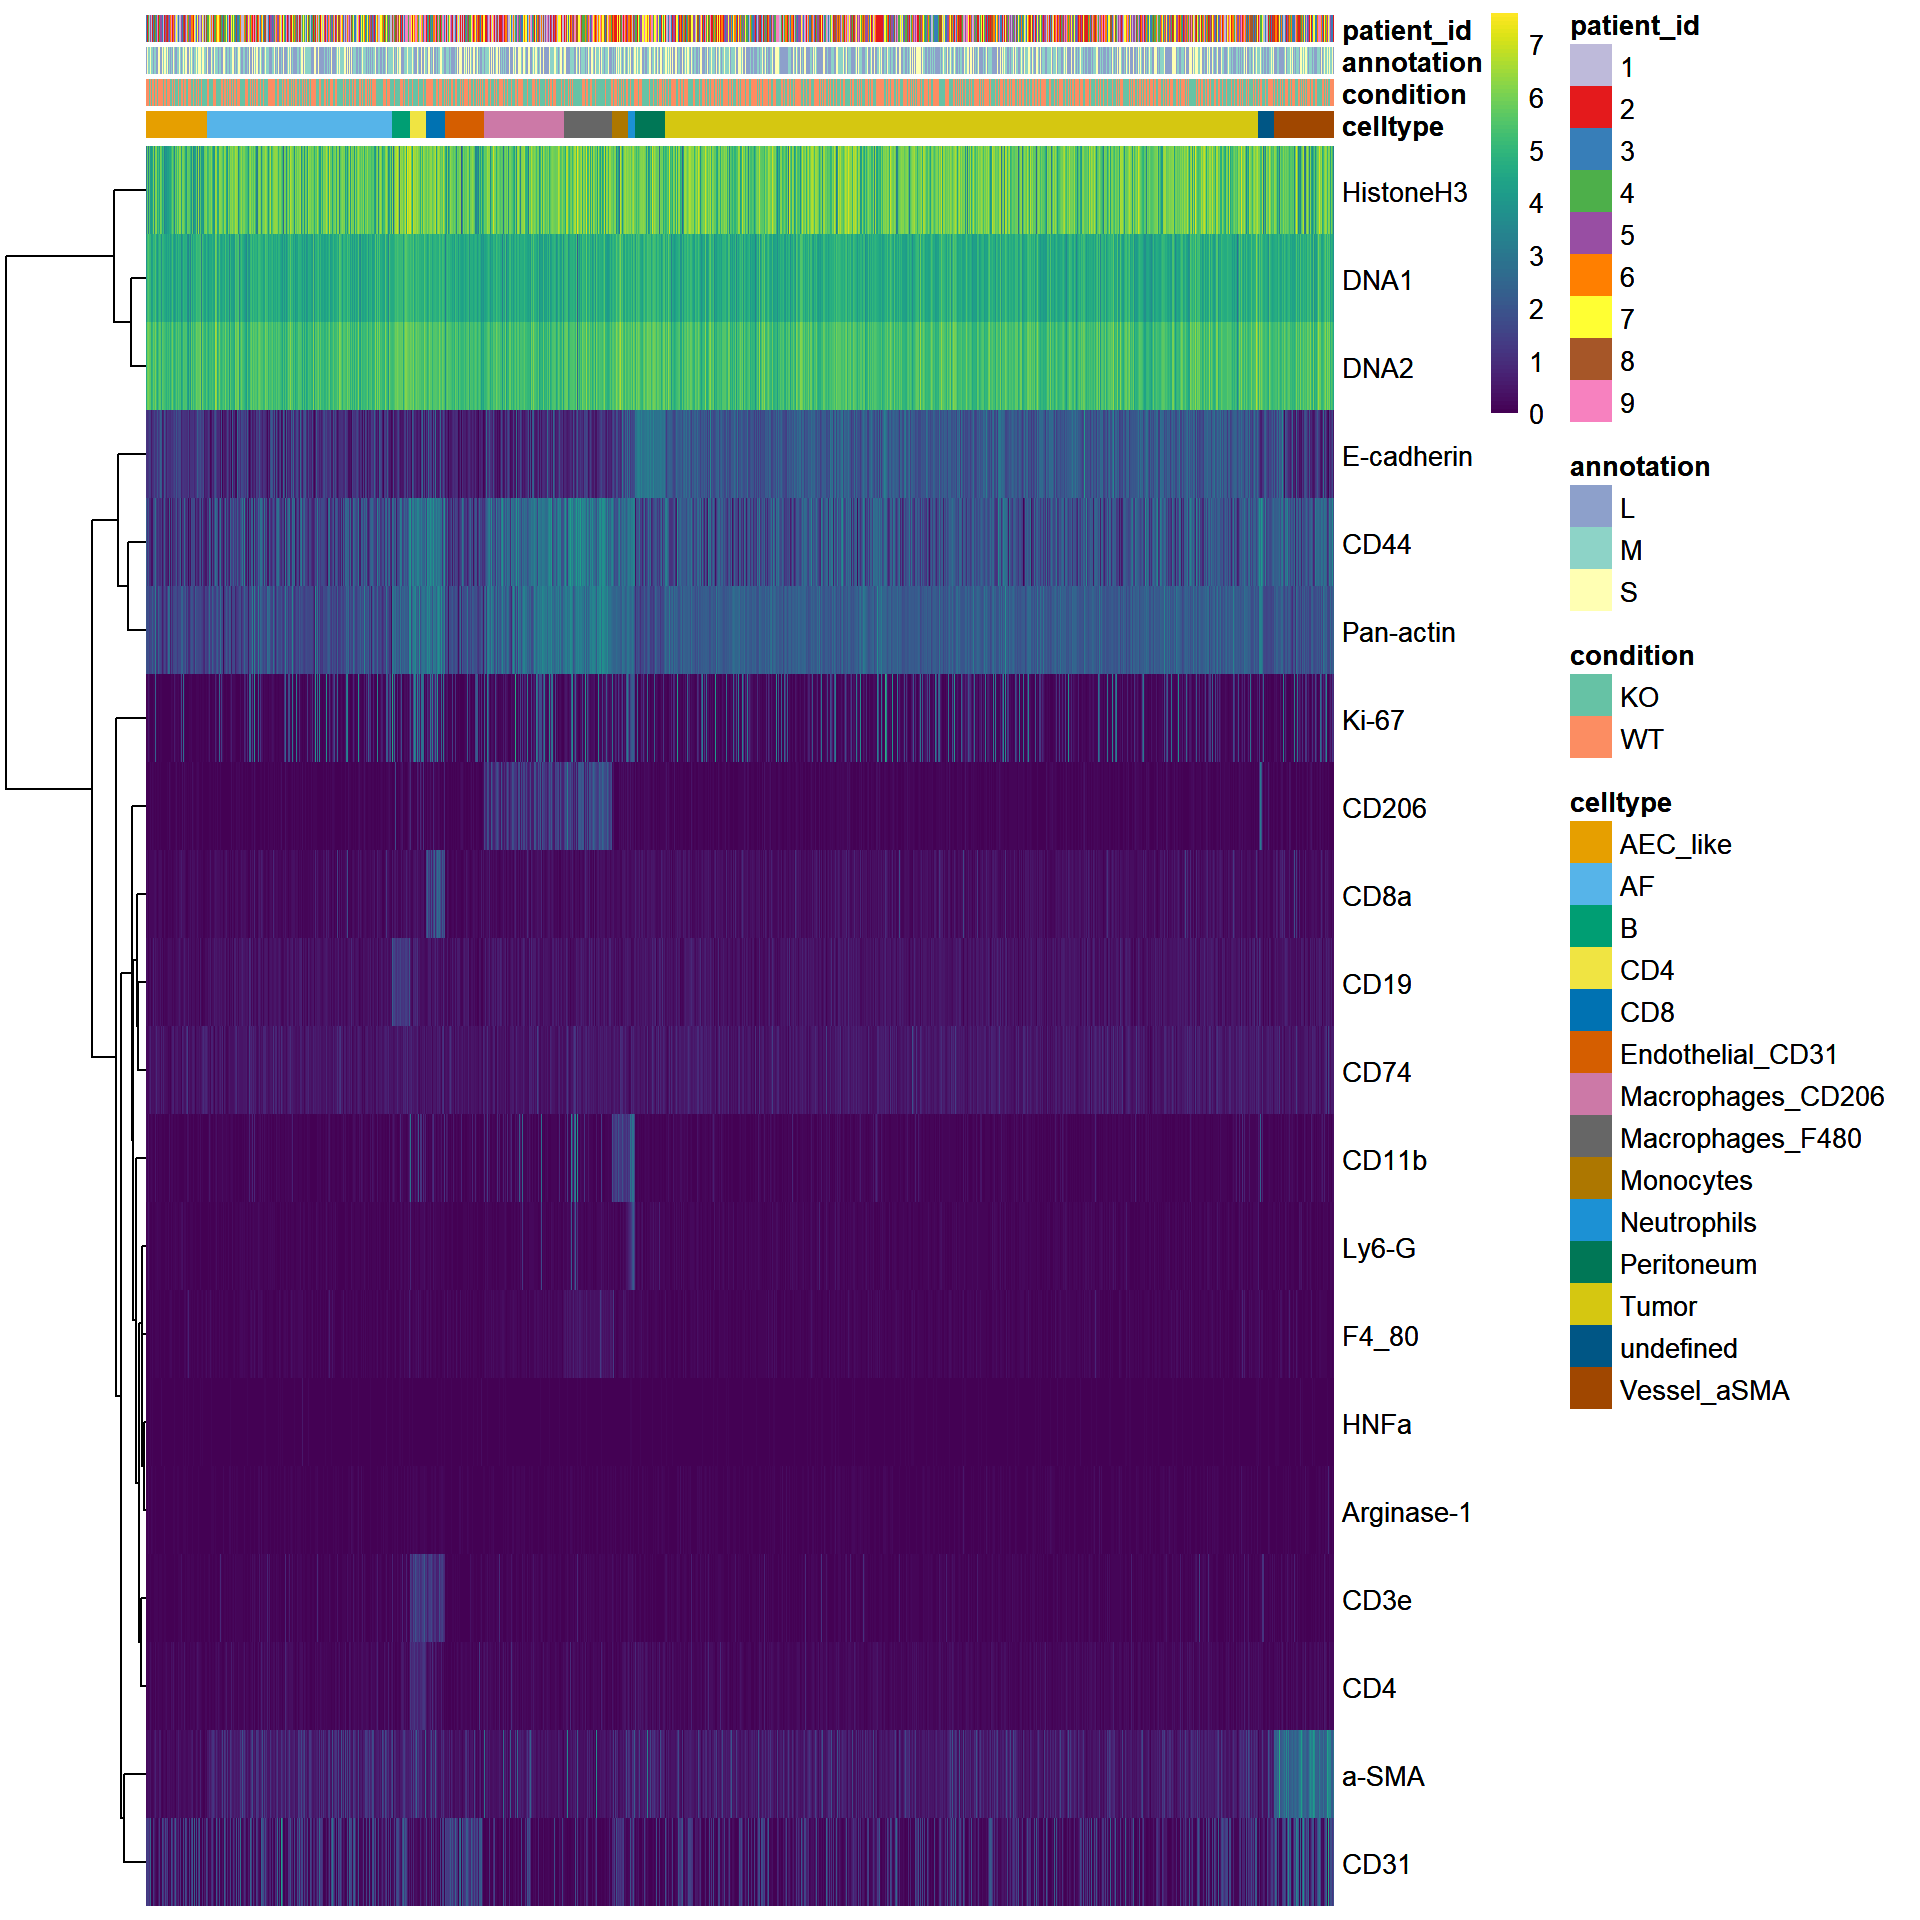 patient_id
annotation
condition
celltype
HistoneH3
DNA1
DNA2
E-cadherin
CD44
Pan-actin
Ki-67
CD206
CD8a
CD19
CD74
CD11b
Ly6-G
F4_80
HNFa
Arginase-1
CD3e
CD4
a-SMA
CD31
7
6
5
4
3
2
1
0
patient_id
1
2
3
4
5
6
7
8
9
annotation
L
M
S
condition
KO
WT
celltype
AEC_like
AF
B
CD4
CD8
Endothelial_CD31
Macrophages_CD206
Macrophages_F480
Monocytes
Neutrophils
Peritoneum
Tumor
undefined
Vessel_aSMA